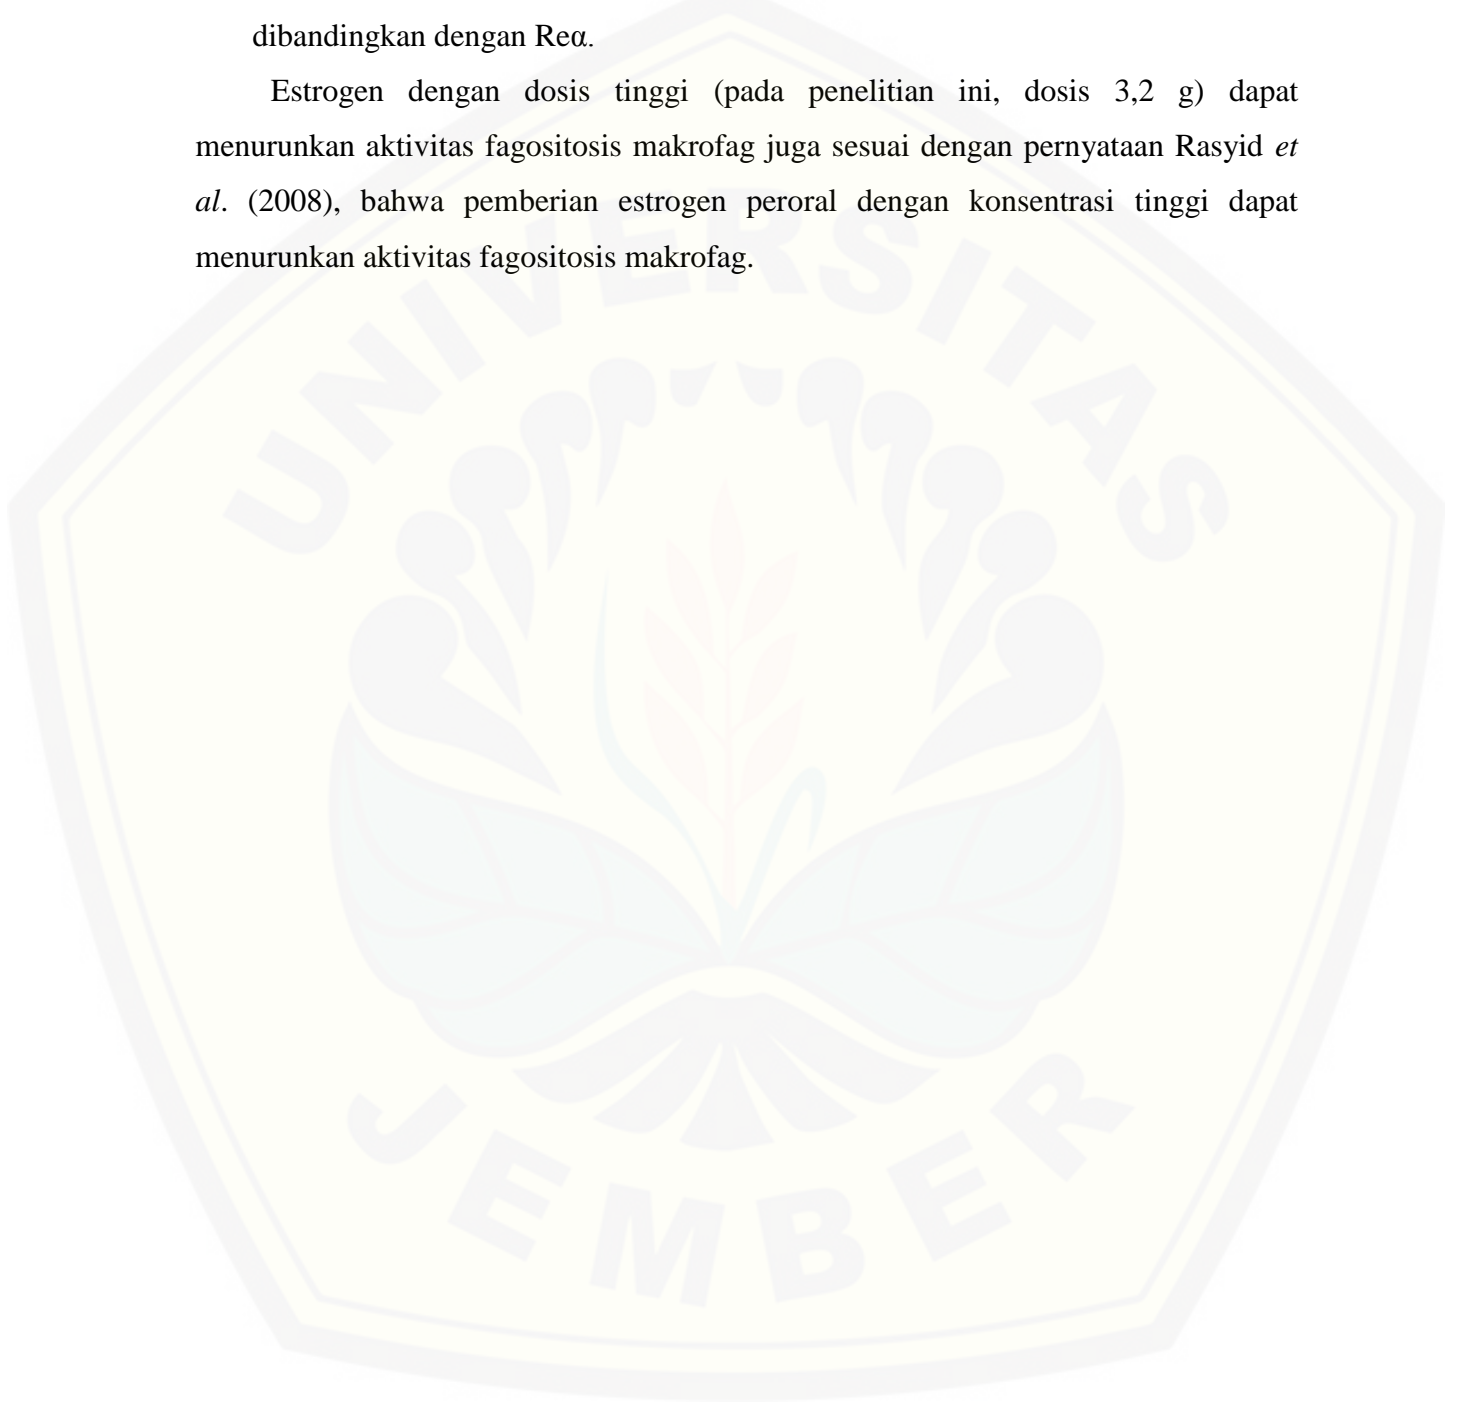 dibandingkan dengan Reα.
Estrogen dengan dosis tinggi (pada penelitian ini, dosis 3,2 g) dapat
menurunkan aktivitas fagositosis makrofag juga sesuai dengan pernyataan Rasyid et
al. (2008), bahwa pemberian estrogen peroral dengan konsentrasi tinggi dapat
menurunkan aktivitas fagositosis makrofag.
UNIVERSITAS
JEMBER